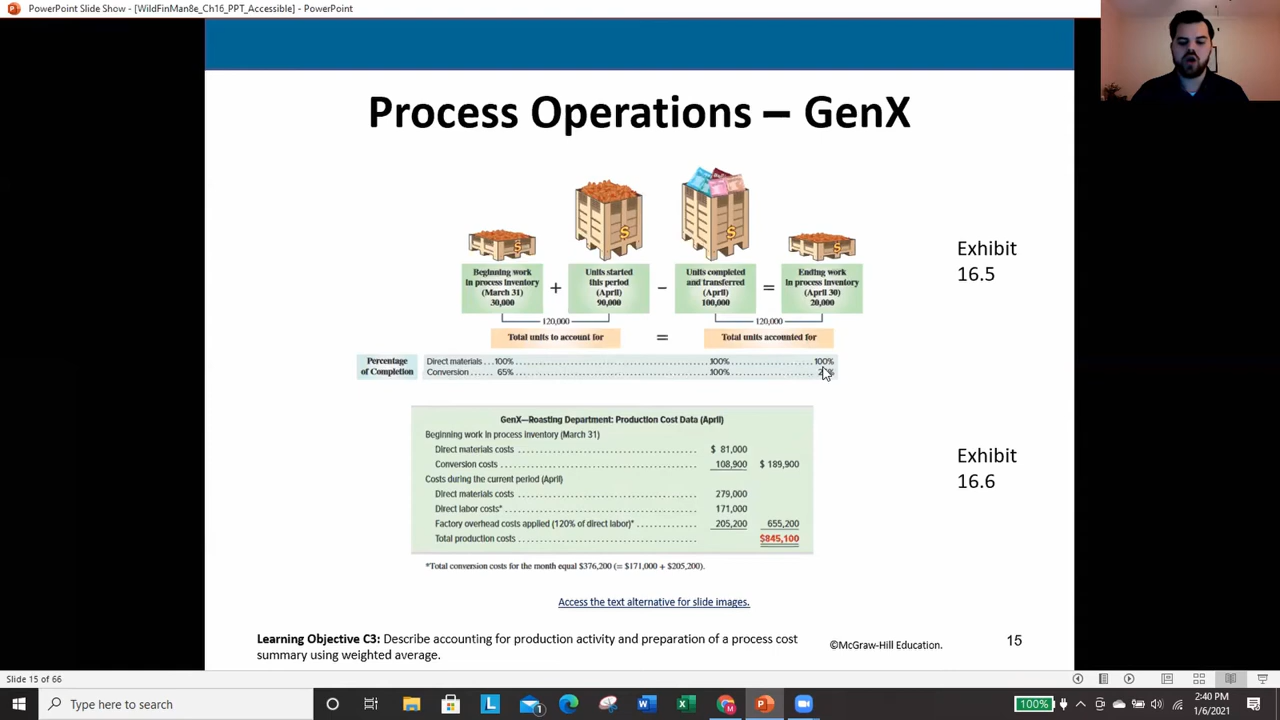 PowerPoint Slide Show - [WildFinMan8e_Ch16_PPT_Accessible] - PowerPoint
Process Operations – GenX
Exhibit
16.5
Beginning work
in process inventory
(March 31)
30,000
+
Units started
this period
(April)
90,000
–
Units completed
and transferred
(April)
100,000
=
Ending work
in process inventory
(April 30)
20,000
120,000
120,000
Total units to account for
=
Total units accounted for
Percentage
of Completion
Direct materials ... 100% ... 100% ... 100%
Conversion ... 65% ... 100% ...
Exhibit
16.6
GenX—Roasting Department: Production Cost Data (April)
Beginning work in process inventory (March 31)
Direct materials costs ... $ 81,000
Conversion costs ... 108,900 $ 189,900
Costs during the current period (April)
Direct materials costs ... 279,000
Direct labor costs* ... 171,000
Factory overhead costs applied (120% of direct labor)* ... 205,200 655,200
Total production costs ... $845,100
*Total conversion costs for the month equal $376,200 (= $171,000 + $205,200).
Access the text alternative for slide images.
Learning Objective C3: Describe accounting for production activity and preparation of a process cost
summary using weighted average.
©McGraw-Hill Education.
15
Slide 15 of 66
Type here to search
100%
2:40 PM
1/6/2021